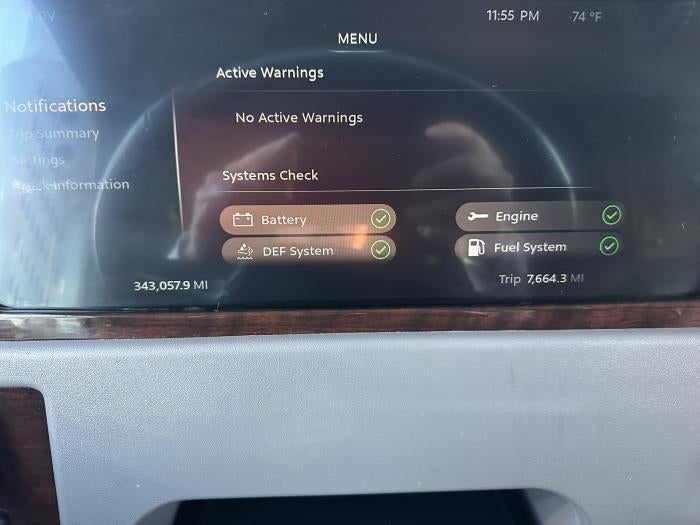 11:55 PM 74 °F
MENU
Active Warnings
Notifications
No Active Warnings
Trip Summary
Settings
Systems Check
Information
Battery
Engine
DEF System
Fuel System
343,057.9 MI
Trip 7,664.3 MI